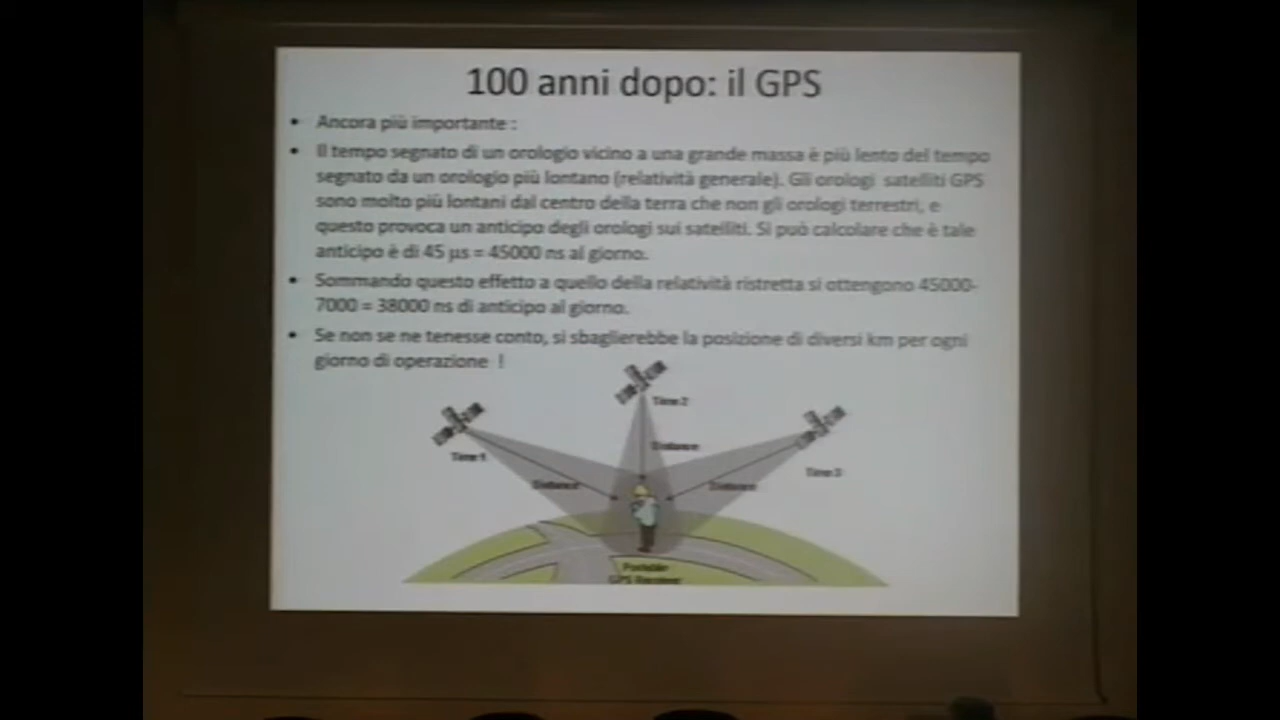 100 anni dopo: il GPS
• Ancora più importante :
• Il tempo segnato di un orologio vicino a una grande massa è più lento del tempo
segnato da un orologio più lontano (relatività generale). Gli orologi satelliti GPS
sono molto più lontani dal centro della terra che non gli orologi terrestri, e
questo provoca un anticipo degli orologi sui satelliti. Si può calcolare che è tale
anticipo è di 45 µs = 45000 ns al giorno.
• Sommando questo effetto a quello della relatività ristretta si ottengono 45000-
7000 = 38000 ns di anticipo al giorno.
• Se non se ne tenesse conto, si sbaglierebbe la posizione di diversi km per ogni
giorno di operazione !
Time 2
Distance
Time 1
Time 3
Distance
Distance
Portable
GPS Receiver